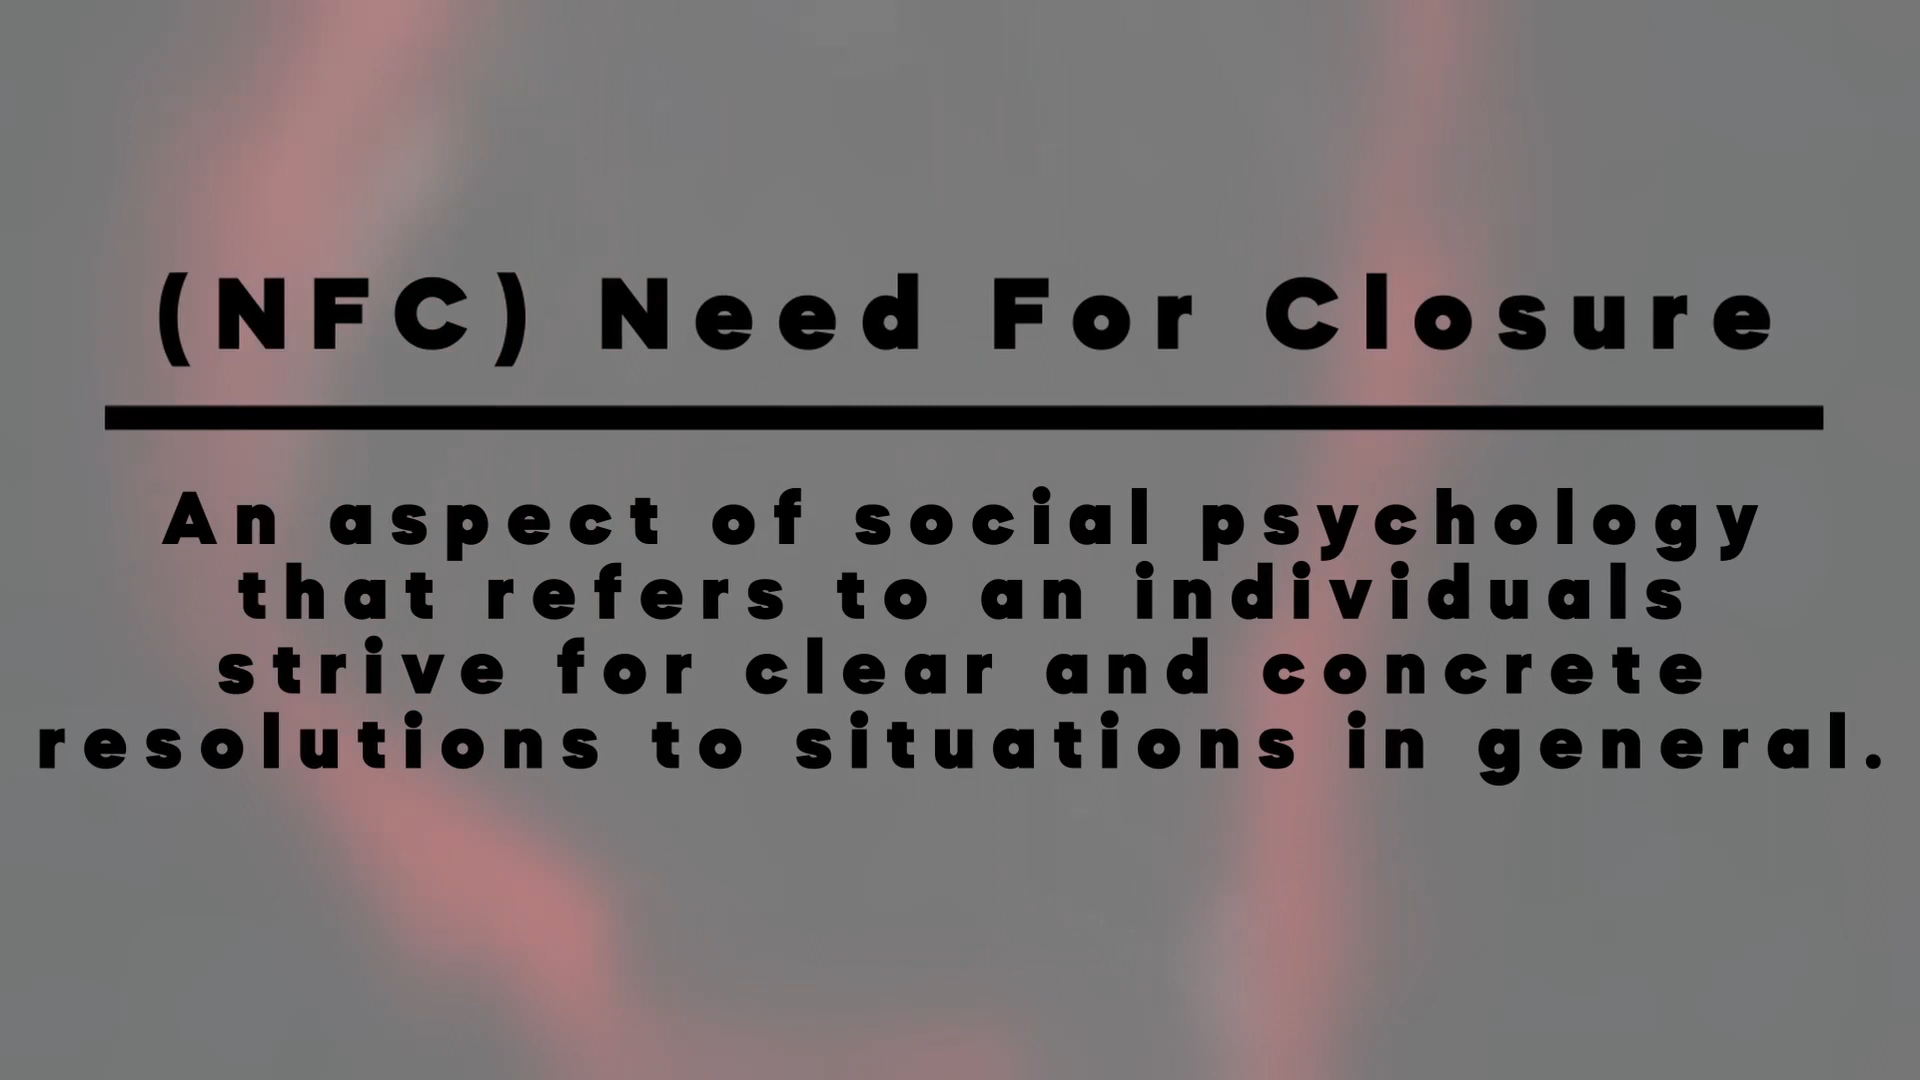 (NFC) Need For Closure
An aspect of social psychology
that refers to an individuals
strive for clear and concrete
resolutions to situations in general.